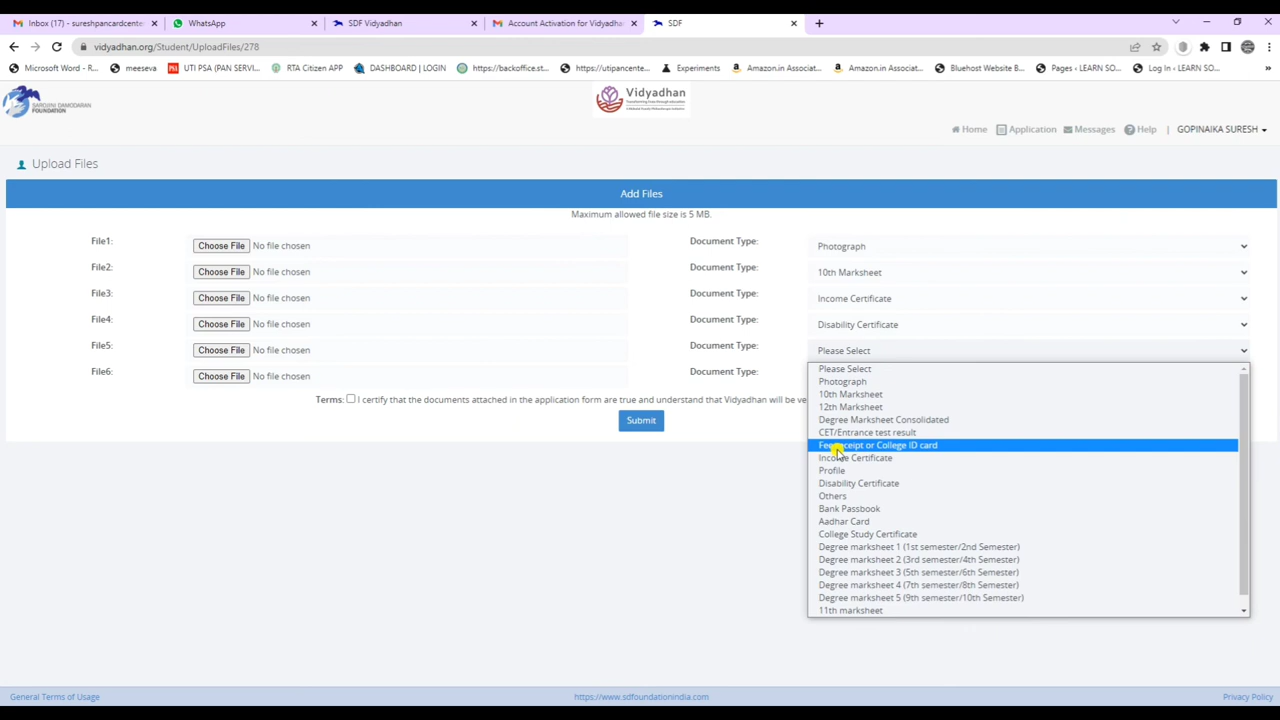 Inbox (17) - sureshpancardcente
WhatsApp
SDF Vidyadhan
Account Activation for Vidyadha
SDF
vidyadhan.org/Student/UploadFiles/278
Microsoft Word - R...
meeseva
UTI PSA (PAN SERVI...
RTA Citizen APP
DASHBOARD | LOGIN
https://backoffice.st...
https://utipancente...
Experiments
Amazon.in Associat...
Amazon.in Associat...
Bluehost Website B...
Pages ‹ LEARN SO...
Log In ‹ LEARN SO...
»
SAROJINI DAMODARAN
FOUNDATION
Vidyadhan
Home
Application
Messages
Help
|
GOPINAIKA SURESH
Upload Files
Add Files
Maximum allowed file size is 5 MB.
File1: Choose File No file chosen Document Type: Photograph
File2: Choose File No file chosen Document Type: 10th Marksheet
File3: Choose File No file chosen Document Type: Income Certificate
File4: Choose File No file chosen Document Type: Disability Certificate
File5: Choose File No file chosen Document Type: Please Select
File6: Choose File No file chosen Document Type:
Please Select
Photograph
10th Marksheet
12th Marksheet
Degree Marksheet Consolidated
CET/Entrance test result
Fee receipt or College ID card
Income Certificate
Profile
Disability Certificate
Others
Bank Passbook
Aadhar Card
College Study Certificate
Degree marksheet 1 (1st semester/2nd Semester)
Degree marksheet 2 (3rd semester/4th Semester)
Degree marksheet 3 (5th semester/6th Semester)
Degree marksheet 4 (7th semester/8th Semester)
Degree marksheet 5 (9th semester/10th Semester)
11th marksheet
Terms: I certify that the documents attached in the application form are true and understand that Vidyadhan will be ve
Submit
General Terms of Usage
https://www.sdfoundationindia.com
Privacy Policy